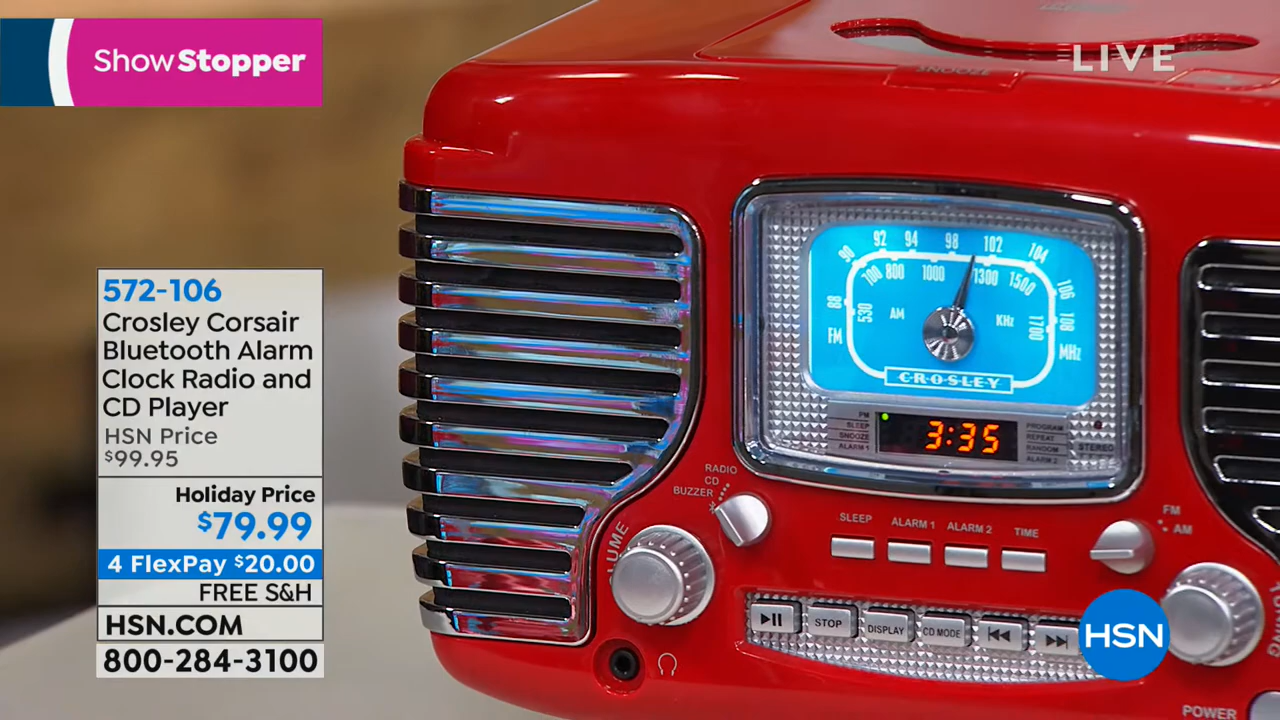 ShowStopper
LIVE
SNOOZE
572-106
Crosley Corsair
Bluetooth Alarm
Clock Radio and
CD Player
HSN Price
$99.95
Holiday Price
$79.99
4 FlexPay $20.00
FREE S&H
HSN.COM
800-284-3100
90 92 94 98 102 104 106 108
88
700 800 1000 1300 1500 1700
530
AM
KHz
FM
MHz
CROSLEY
PM
SLEEP
SNOOZE
ALARM 1
3:35
PROGRAM
REPEAT
RANDOM
ALARM 2
STEREO
RADIO
CD
BUZZER
VOLUME
SLEEP
ALARM 1
ALARM 2
TIME
FM
AM
STOP
DISPLAY
CD MODE
HSN
POWER